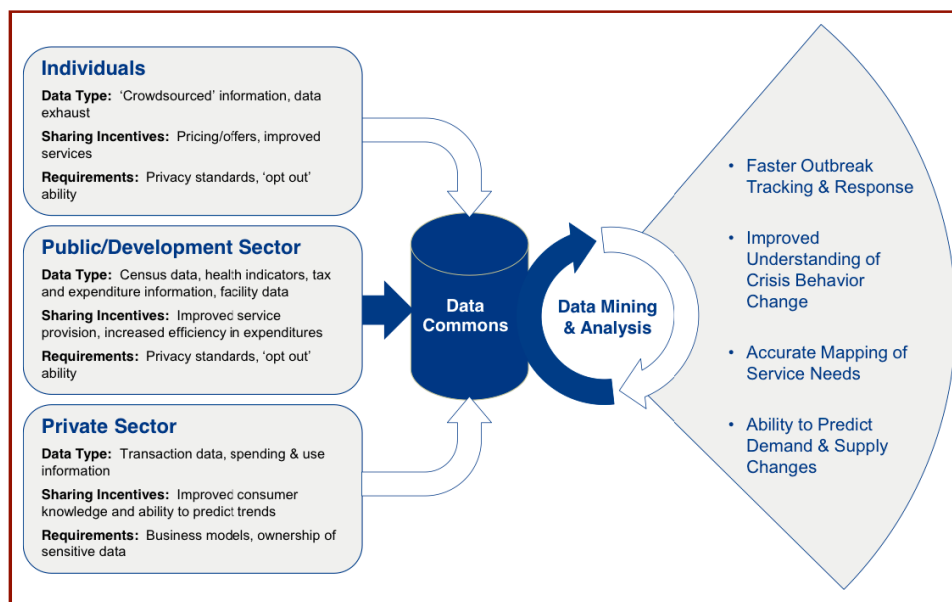 Individuals
Data Type: ‘Crowdsourced’ information, data
exhaust
Sharing Incentives: Pricing/offers, improved
services
Requirements: Privacy standards, ‘opt out’
ability
Public/Development Sector
Data Type: Census data, health indicators, tax
and expenditure information, facility data
Sharing Incentives: Improved service
provision, increased efficiency in expenditures
Requirements: Privacy standards, ‘opt out’
ability
Private Sector
Data Type: Transaction data, spending & use
information
Sharing Incentives: Improved consumer
knowledge and ability to predict trends
Requirements: Business models, ownership of
sensitive data
Data
Commons
Data Mining
& Analysis
• Faster Outbreak
Tracking & Response
• Improved
Understanding of
Crisis Behavior
Change
• Accurate Mapping of
Service Needs
• Ability to Predict
Demand & Supply
Changes